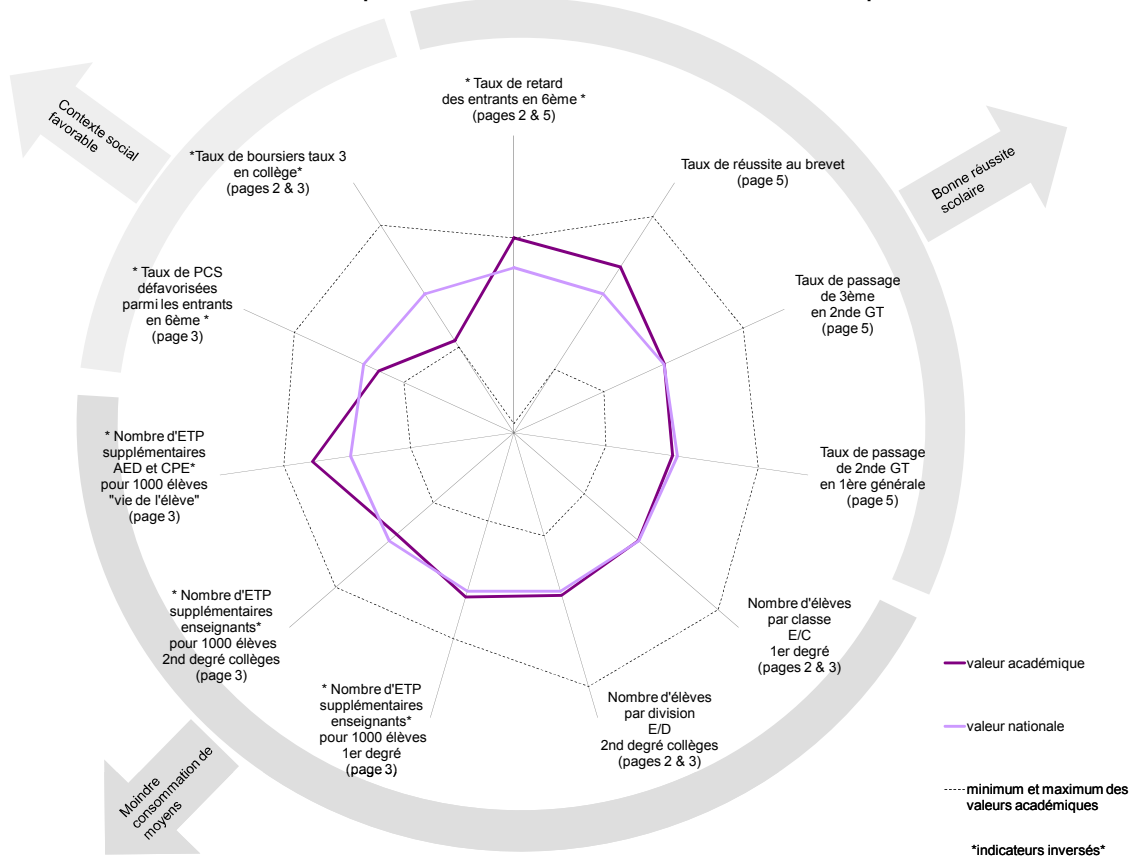 * Taux de retard
des entrants en 6ème *
(pages 2 & 5)
Contexte social
favorable
*Taux de boursiers taux 3
en collège*
(pages 2 & 3)
Taux de réussite au brevet
(page 5)
Bonne réussite
scolaire
* Taux de PCS
défavorisées
parmi les entrants
en 6ème *
(page 3)
Taux de passage
de 3ème
en 2nde GT
(page 5)
* Nombre d'ETP
supplémentaires
AED et CPE*
pour 1000 élèves
"vie de l'élève"
(page 3)
Taux de passage
de 2nde GT
en 1ère générale
(page 5)
* Nombre d'ETP
supplémentaires
enseignants*
pour 1000 élèves
2nd degré collèges
(page 3)
Nombre d'élèves
par classe
E/C
1er degré
(pages 2 & 3)
* Nombre d'ETP
supplémentaires
enseignants*
pour 1000 élèves
1er degré
(page 3)
Nombre d'élèves
par division
E/D
2nd degré collèges
(pages 2 & 3)
Moindre
consommation de
moyens
valeur académique
valeur nationale
minimum et maximum des
valeurs académiques
*indicateurs inversés*